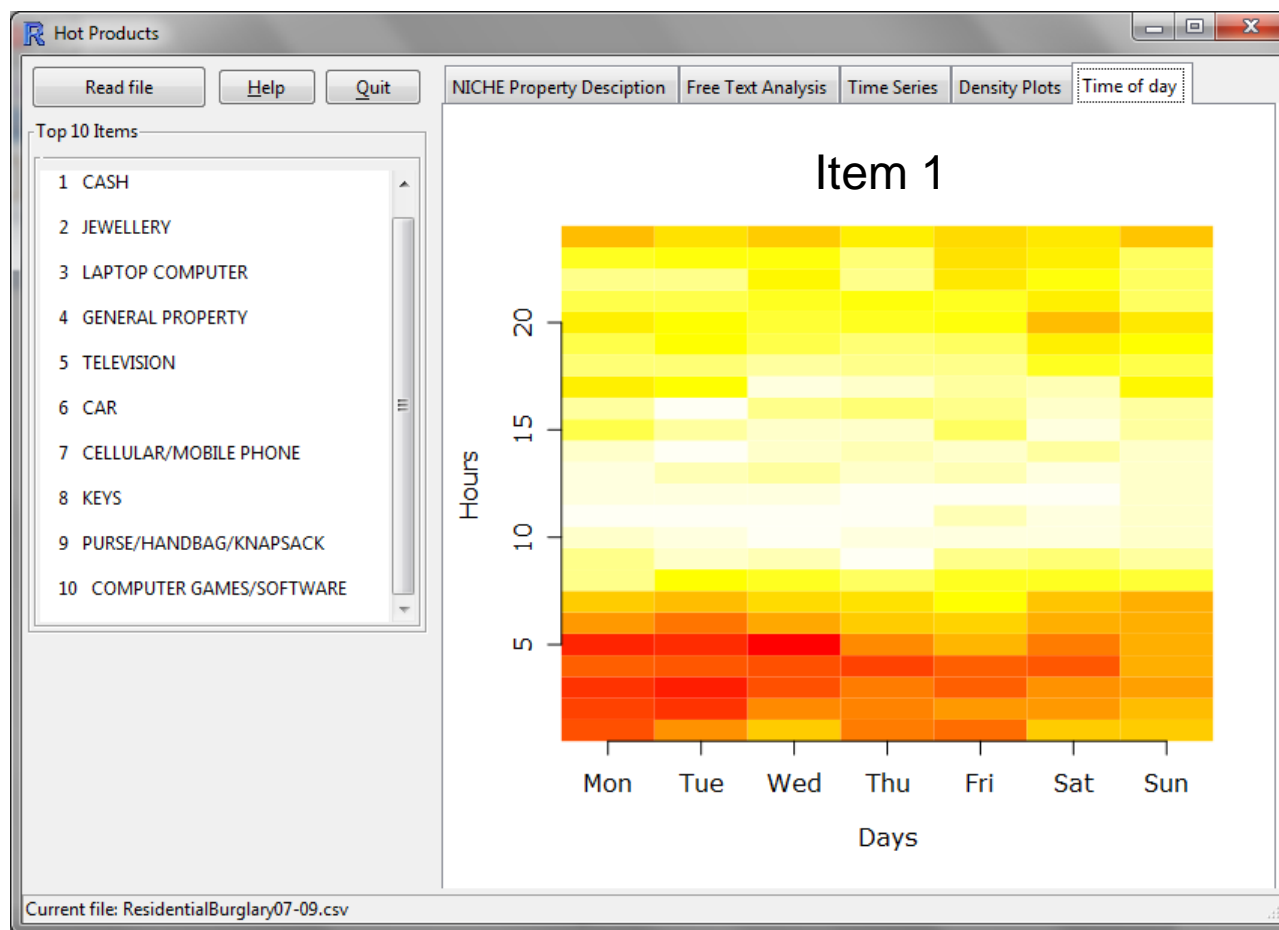 Hot Products
Read file
Help
Quit
NICHE Property Desciption
Free Text Analysis
Time Series
Density Plots
Time of day
Top 10 Items
1 CASH
2 JEWELLERY
3 LAPTOP COMPUTER
4 GENERAL PROPERTY
5 TELEVISION
6 CAR
7 CELLULAR/MOBILE PHONE
8 KEYS
9 PURSE/HANDBAG/KNAPSACK
10 COMPUTER GAMES/SOFTWARE
Item 1
Hours
20
15
10
5
Mon Tue Wed Thu Fri Sat Sun
Days
Current file: ResidentialBurglary07-09.csv